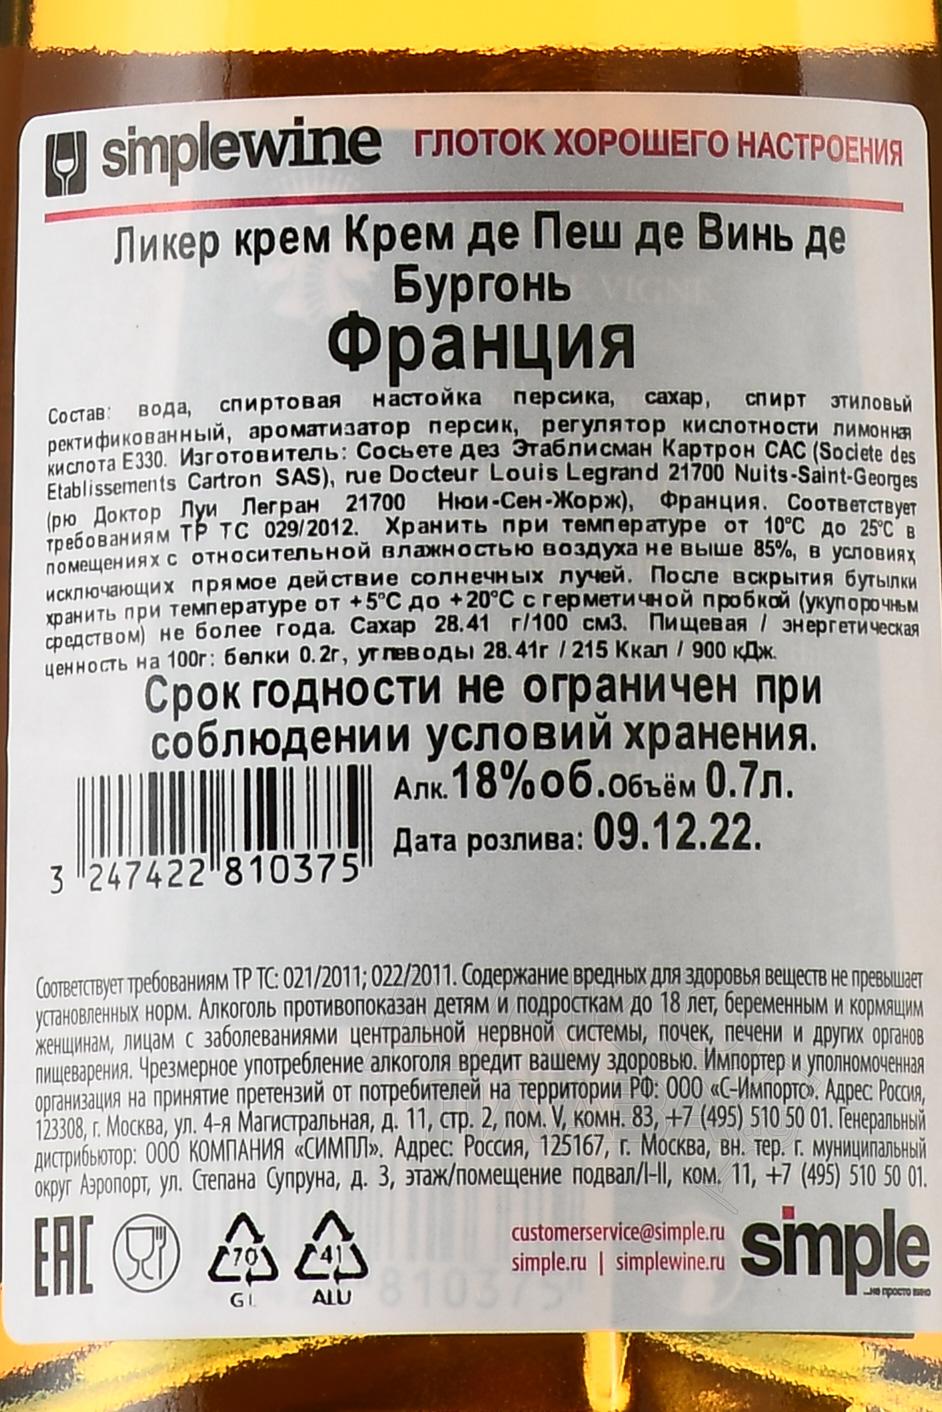 simplewine ГЛОТОК ХОРОШЕГО НАСТРОЕНИЯ
Ликер крем Крем де Пеш де Винь де
Бургонь
Франция
Состав: вода, спиртовая настойка персика, сахар, спирт этиловый
ректификованный, ароматизатор персик, регулятор кислотности лимонная
кислота Е330. Изготовитель: Сосьете дез Этаблисман Картрон САС (Societe des
Etablissements Cartron SAS), rue Docteur Louis Legrand 21700 Nuits-Saint-Georges
(рю Доктор Луи Легран 21700 Нюи-Сен-Жорж), Франция. Соответствует
требованиям ТР ТС 029/2012. Хранить при температуре от 10°С до 25°С в
помещениях с относительной влажностью воздуха не выше 85%, в условиях,
исключающих прямое действие солнечных лучей. После вскрытия бутылки
хранить при температуре от +5°С до +20°С с герметичной пробкой (укупорочным
средством) не более года. Сахар 28.41 г/100 см3. Пищевая / энергетическая
ценность на 100г: белки 0.2г, углеводы 28.41г / 215 Ккал / 900 кДж.
Срок годности не ограничен при
соблюдении условий хранения.
Алк. 18%об. Объём 0.7л.
Дата розлива: 09.12.22.
3 247422 810375
Соответствует требованиям ТР ТС: 021/2011; 022/2011. Содержание вредных для здоровья веществ не превышает
установленных норм. Алкоголь противопоказан детям и подросткам до 18 лет, беременным и кормящим
женщинам, лицам с заболеваниями центральной нервной системы, почек, печени и других органов
пищеварения. Чрезмерное употребление алкоголя вредит вашему здоровью. Импортер и уполномоченная
организация на принятие претензий от потребителей на территории РФ: ООО «С-Импортс». Адрес: Россия,
123308, г. Москва, ул. 4-я Магистральная, д. 11, стр. 2, пом. V, комн. 83, +7 (495) 510 50 01. Генеральный
дистрибьютор: ООО КОМПАНИЯ «СИМПЛ». Адрес: Россия, 125167, г. Москва, вн. тер. г. муниципальный
округ Аэропорт, ул. Степана Супруна, д. 3, этаж/помещение подвал/I-II, ком. 11, +7 (495) 510 50 01.
EAC
70
GL
41
ALU
customerservice@simple.ru
simple.ru | simplewine.ru
simple
...не просто вино